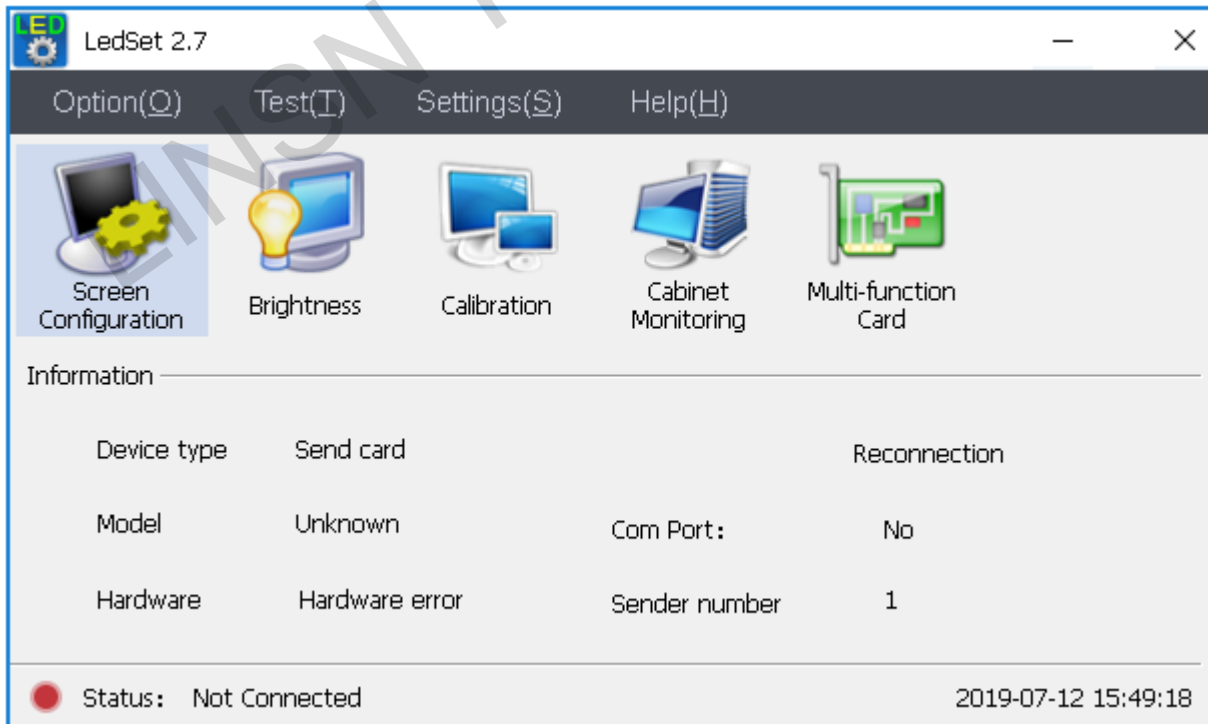 LED
LedSet 2.7
Option(O) Test(T) Settings(S) Help(H)
Screen
Configuration
Brightness
Calibration
Cabinet
Monitoring
Multi-function
Card
Information
Device type Send card Reconnection
Model Unknown Com Port: No
Hardware Hardware error Sender number 1
Status: Not Connected 2019-07-12 15:49:18
EINSN